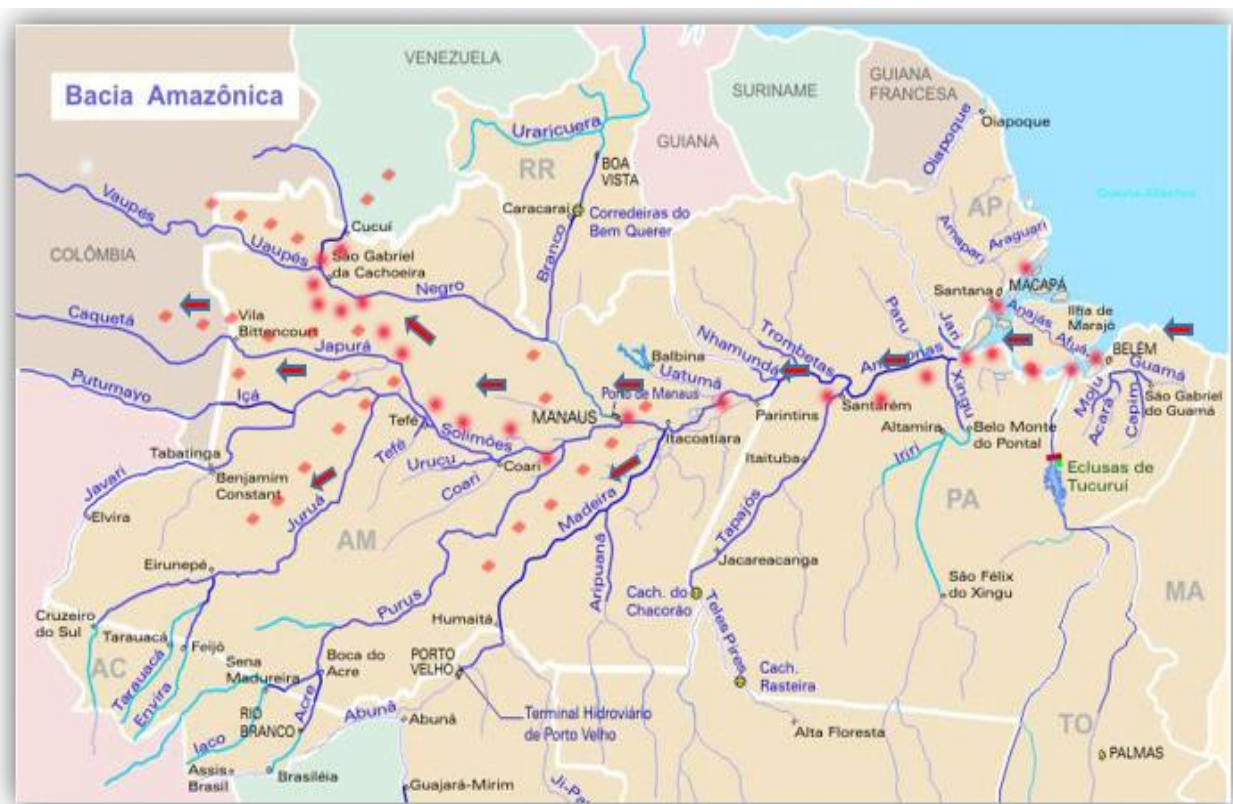 Bacia Amazônica
VENEZUELA
SURINAME
GUIANA
FRANCESA
GUIANA
COLÔMBIA
Oiapoque
Oiapoque
Uraricuera
RR
BOA
VISTA
Caracaraí
Corredeiras do
Bem Querer
AP
Amapari
Araguari
Vaupés
Cucuí
Uaupés
São Gabriel
da Cachoeira
Negro
Branco
Santana
MACAPÁ
Ilha de
Marajó
Anajás
Afuá
BELÉM
Guamá
São Gabriel
do Guamá
Moju
Acará
Capim
Caquetá
Vila
Bittencourt
Japurá
Putumayo
Içá
Balbina
Uatumã
Porto de Manaus
MANAUS
Nhamundá
Trombetas
Paru
Jari
Xingu
Parintins
Santarém
Itacoatiara
Altamira
Belo Monte
do Pontal
Iriri
Itaituba
Tefé
Tefé
Solimões
Urucu
Coari
Coari
Tabatinga
Benjamim
Constant
Javari
Elvira
Juruá
AM
Madeira
Tapajós
PA
Eclusas de
Tucuruí
Eirunepé
Purus
Aripuanã
Jacareacanga
Cach. do
Chacorão
São Félix
do Xingu
MA
Cruzeiro
do Sul
Tarauacá
Feijó
Humaitá
Teles Pires
AC
Tarauacá
Envira
Sena
Madureira
Boca do
Acre
PORTO
VELHO
Cach.
Rasteira
RIO
BRANCO
Acre
Iaco
Abunã
Abunã
Terminal Hidroviário
de Porto Velho
Alta Floresta
TO
PALMAS
Assis
Brasil
Brasiléia
Guajará-Mirim